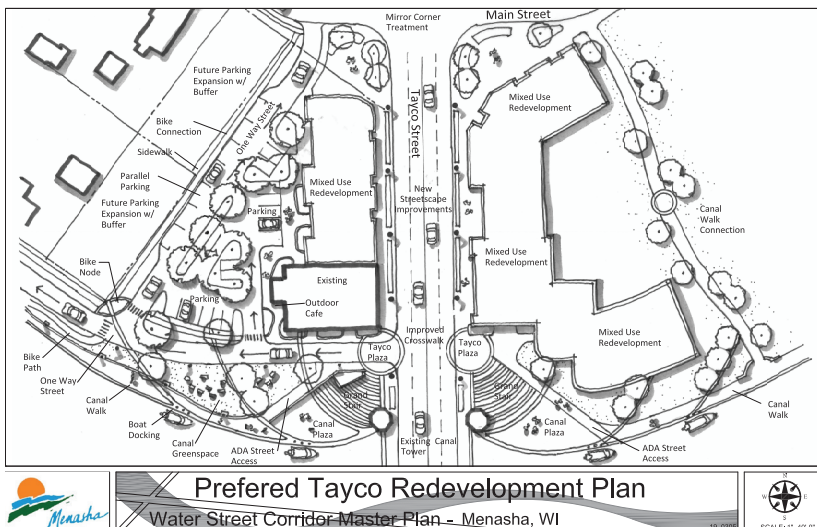 Mirror Corner
Treatment
Main Street
Future Parking
Expansion w/
Buffer
Bike
Connection
One Way Street
Sidewalk
Parallel
Parking
Future Parking
Expansion w/
Buffer
Tayco Street
Mixed Use
Redevelopment
Mixed Use
Redevelopment
Parking
New
Streetscape
Improvements
Canal
Walk
Connection
Mixed Use
Redevelopment
Bike
Node
Existing
Parking
Outdoor
Cafe
Improved
Crosswalk
Mixed Use
Redevelopment
Tayco
Plaza
Tayco
Plaza
Bike
Path
One Way
Street
Canal
Walk
Boat
Docking
Canal
Greenspace
ADA Street
Access
Grand
Stair
Canal
Plaza
Existing
Tower
Canal
Grand
Stair
Canal
Plaza
ADA Street
Access
Canal
Walk
Menasha
Prefered Tayco Redevelopment Plan
Water Street Corridor Master Plan - Menasha, WI
N
W E
S